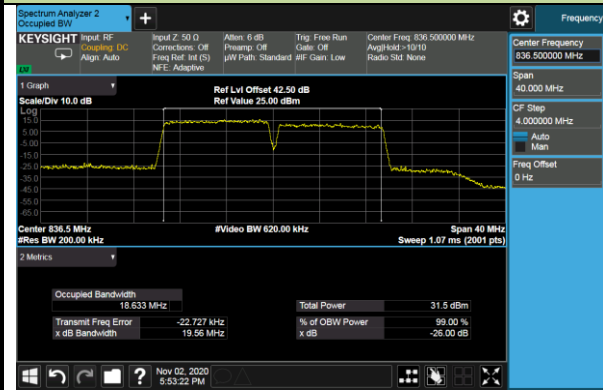 Spectrum Analyzer 2
Occupied BW
+
Frequency
KEYSIGHT
Input: RF
Coupling: DC
Align: Auto
Input Z: 50 Ω
Corrections: Off
Freq Ref: Int (S)
NFE: Adaptive
Atten: 6 dB
Preamp: Off
µW Path: Standard
Trig: Free Run
Gate: Off
#IF Gain: Low
Center Freq: 836.500000 MHz
Avg|Hold:>10/10
Radio Std: None
Center Frequency
836.500000 MHz
Span
40.000 MHz
CF Step
4.000000 MHz
Auto
Man
Freq Offset
0 Hz
1 Graph
Scale/Div 10.0 dB
Ref Lvl Offset 42.50 dB
Ref Value 25.00 dBm
Log
15.0
5.00
-5.00
-15.0
-25.0
-35.0
-45.0
-55.0
-65.0
Center 836.5 MHz
#Res BW 200.00 kHz
#Video BW 620.00 kHz
Span 40 MHz
Sweep 1.07 ms (2001 pts)
2 Metrics
Occupied Bandwidth
18.633 MHz
Total Power 31.5 dBm
Transmit Freq Error -22.727 kHz
% of OBW Power 99.00 %
x dB Bandwidth 19.56 MHz
x dB -26.00 dB
?
Nov 02, 2020
5:53:22 PM